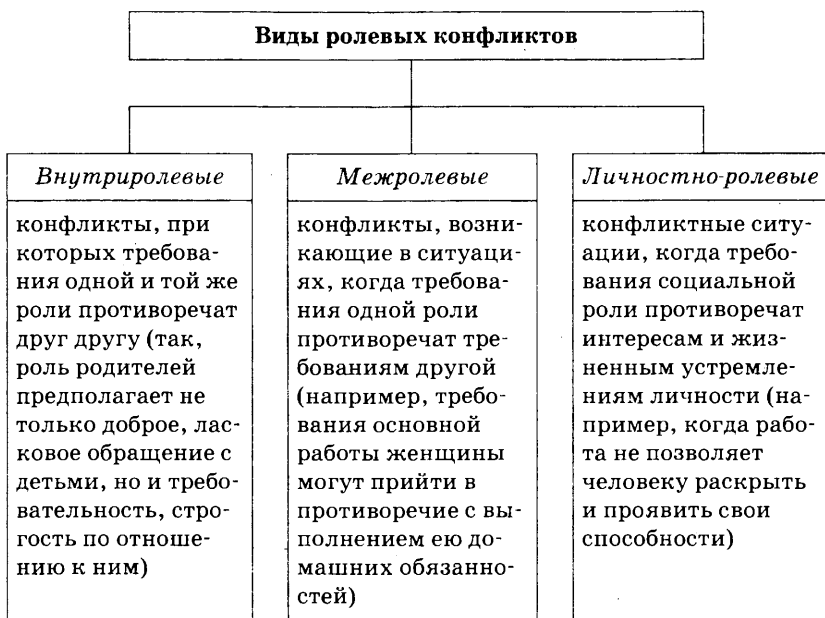 Виды ролевых конфликтов
Внутриролевые
конфликты, при
которых требова-
ния одной и той же
роли противоречат
друг другу (так,
роль родителей
предполагает не
только доброе, лас-
ковое обращение с
детьми, но и требо-
вательность, стро-
гость по отноше-
нию к ним)
Межролевые
конфликты, возни-
кающие в ситуаци-
ях, когда требова-
ния одной роли
противоречат тре-
бованиям другой
(например, требо-
вания основной
работы женщины
могут прийти в
противоречие с вы-
полнением ею до-
машних обязанно-
стей)
Личностно-ролевые
конфликтные ситу-
ации, когда требо-
вания социальной
роли противоречат
интересам и жиз-
ненным устремле-
ниям личности (на-
пример, когда рабо-
та не позволяет
человеку раскрыть
и проявить свои
способности)